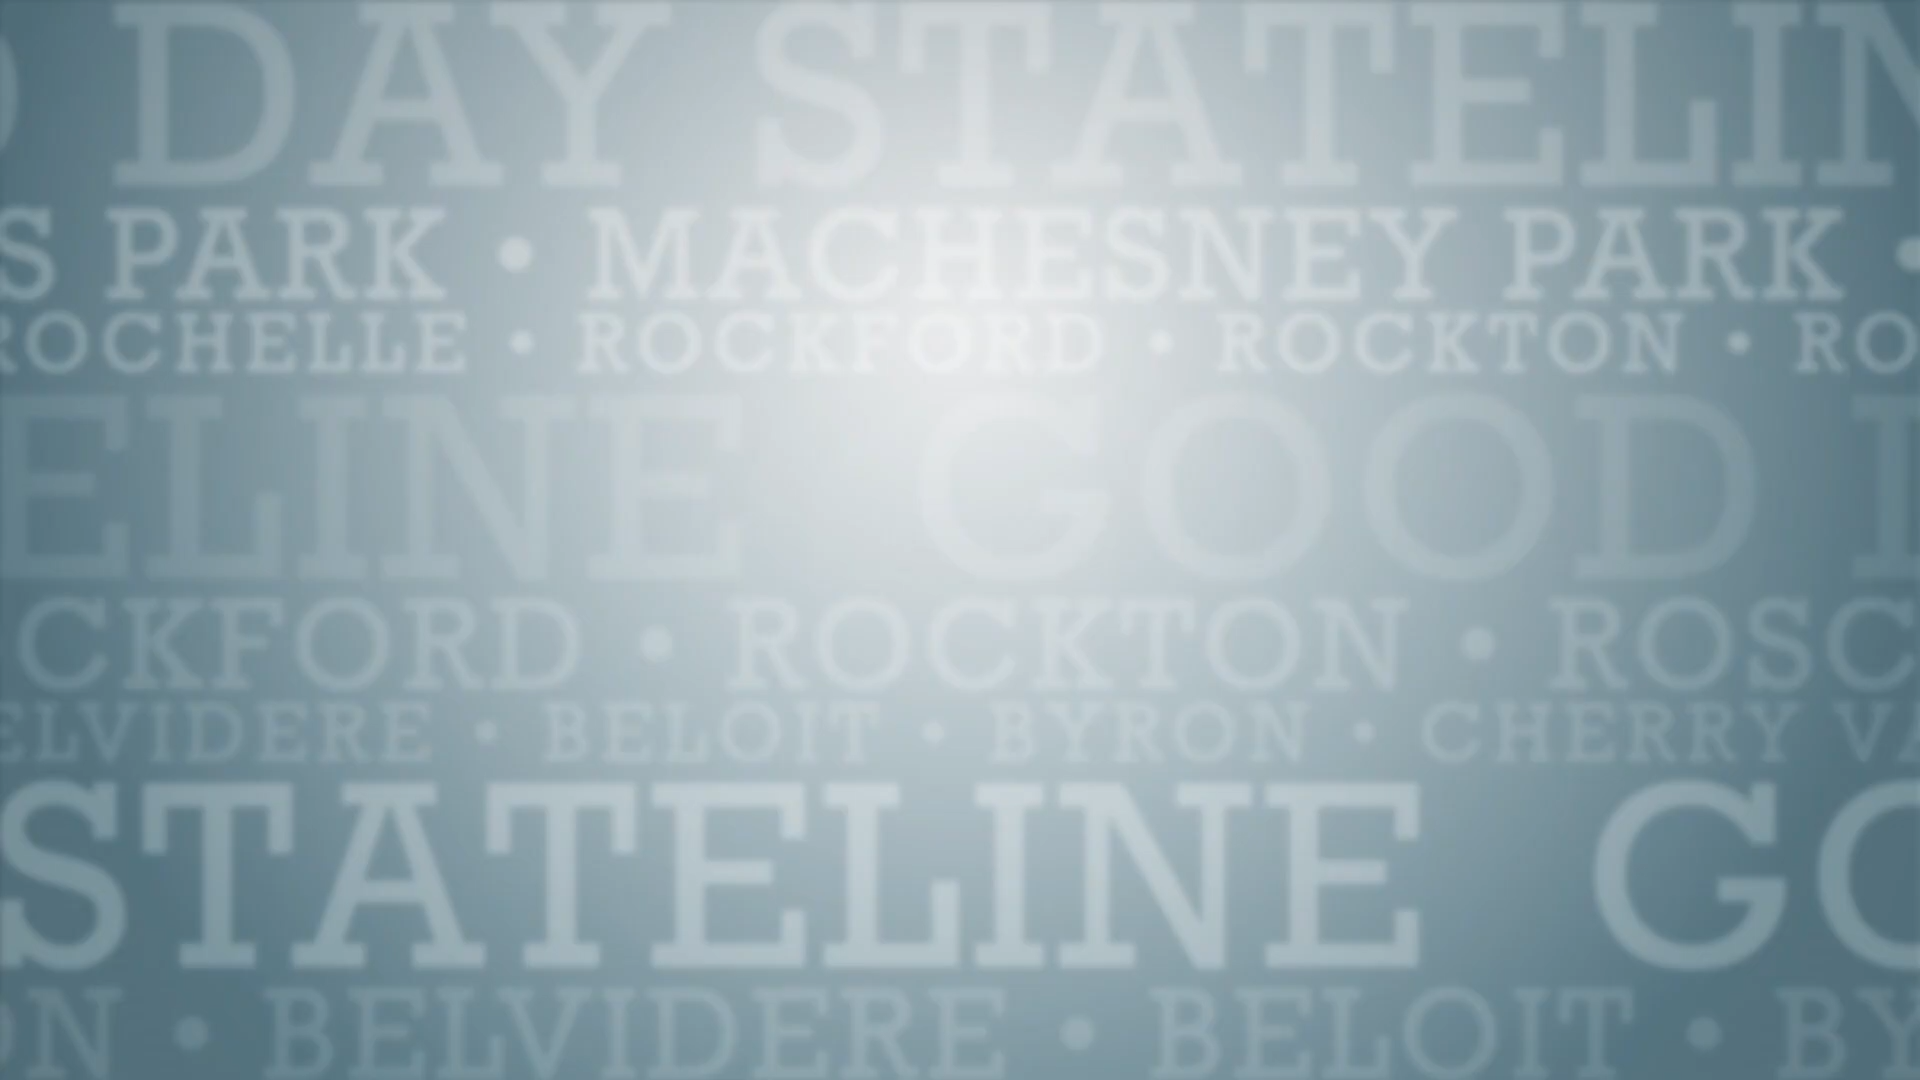 DAY STATELIN
S PARK • MACHESNEY PARK •
ROCHELLE • ROCKFORD • ROCKTON • RO
ELINE GOOD D
CKFORD • ROCKTON • ROSC
ELVIDERE • BELOIT • BYRON • CHERRY VA
STATELINE GO
ON • BELVIDERE • BELOIT • BY